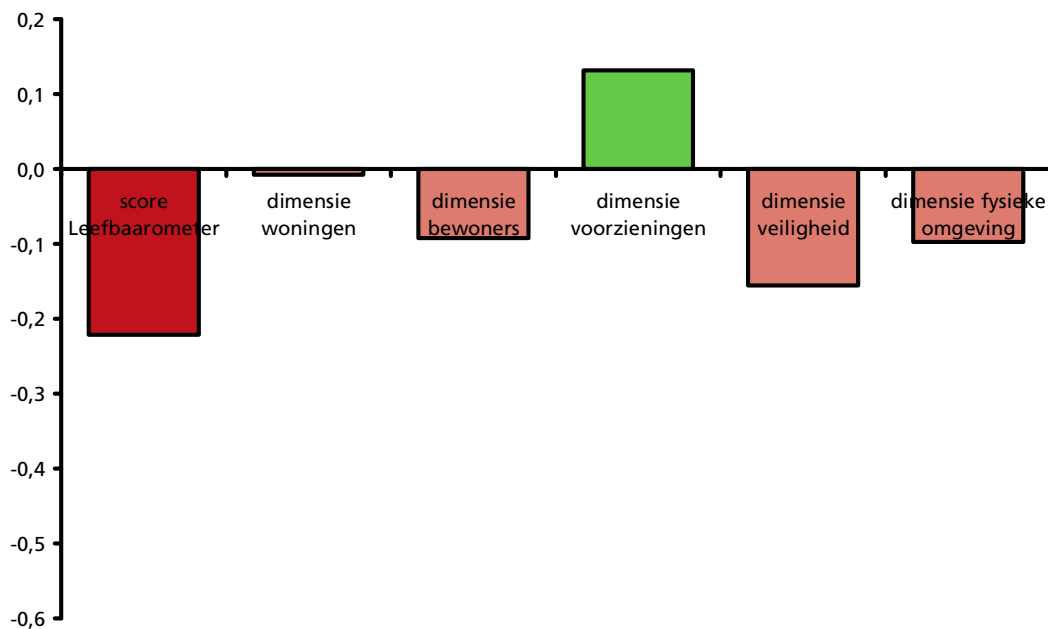 0,2
0,1
0,0
score
Leefbaarometer
dimensie
woningen
dimensie
bewoners
dimensie
voorzieningen
dimensie
veiligheid
dimensie fysieke
omgeving
-0,1
-0,2
-0,3
-0,4
-0,5
-0,6